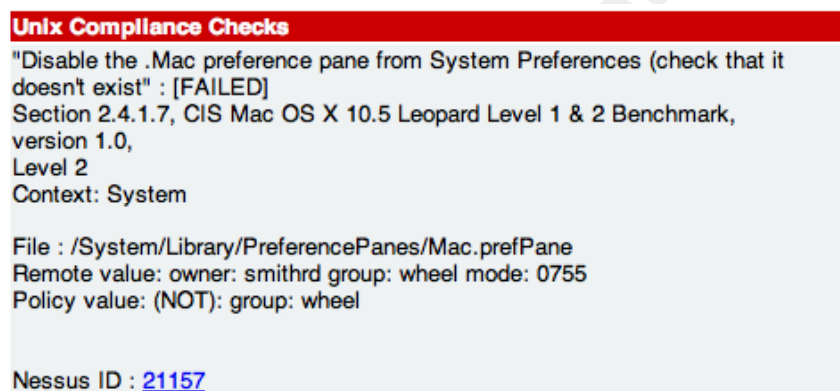 Unix Compliance Checks
"Disable the .Mac preference pane from System Preferences (check that it
doesn't exist" : [FAILED]
Section 2.4.1.7, CIS Mac OS X 10.5 Leopard Level 1 & 2 Benchmark,
version 1.0,
Level 2
Context: System
File : /System/Library/PreferencePanes/Mac.prefPane
Remote value: owner: smithrd group: wheel mode: 0755
Policy value: (NOT): group: wheel
Nessus ID : 21157